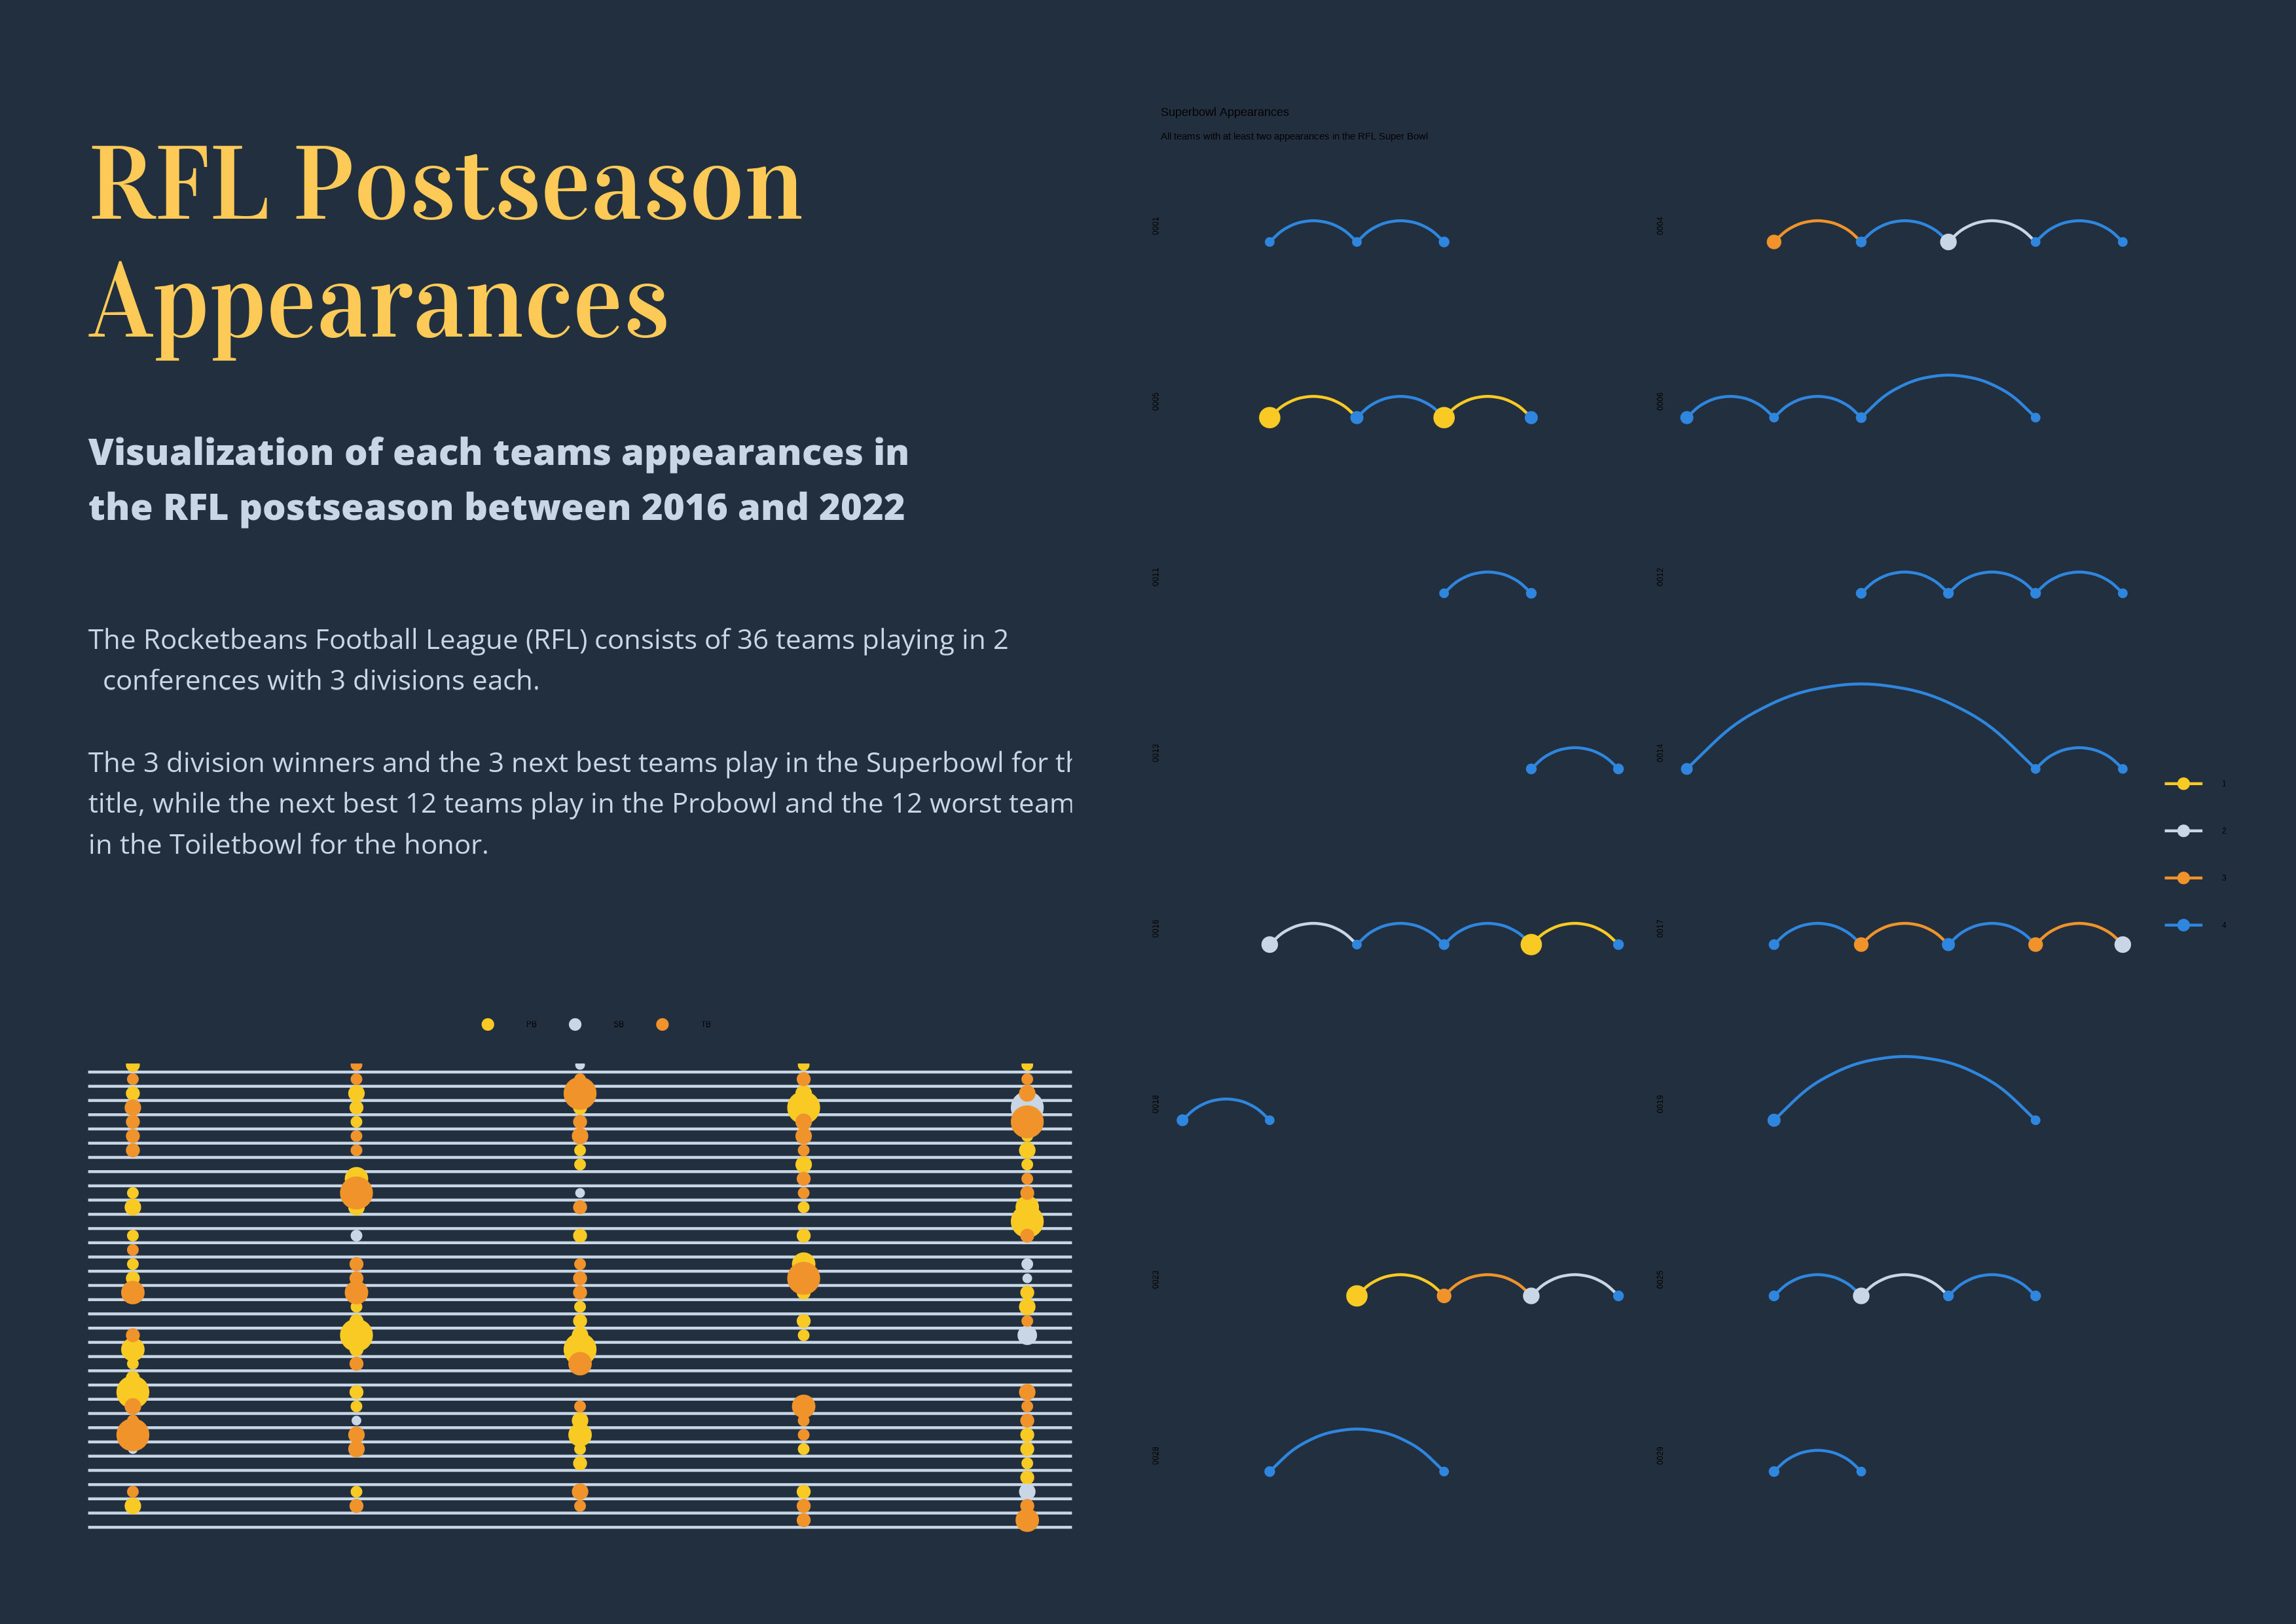 RFL Postseason
Appearances
Visualization of each teams appearances in
the RFL postseason between 2016 and 2022
The Rocketbeans Football League (RFL) consists of 36 teams playing in 2
conferences with 3 divisions each.
The 3 division winners and the 3 next best teams play in the Superbowl for th
title, while the next best 12 teams play in the Probowl and the 12 worst team
in the Toiletbowl for the honor.
PB
SB
TB
Superbowl Appearances
All teams with at least two appearances in the RFL Super Bowl
0001
0004
0005
0006
0011
0012
0013
0014
0016
0017
0018
0019
0023
0025
0028
0029
1
2
3
4